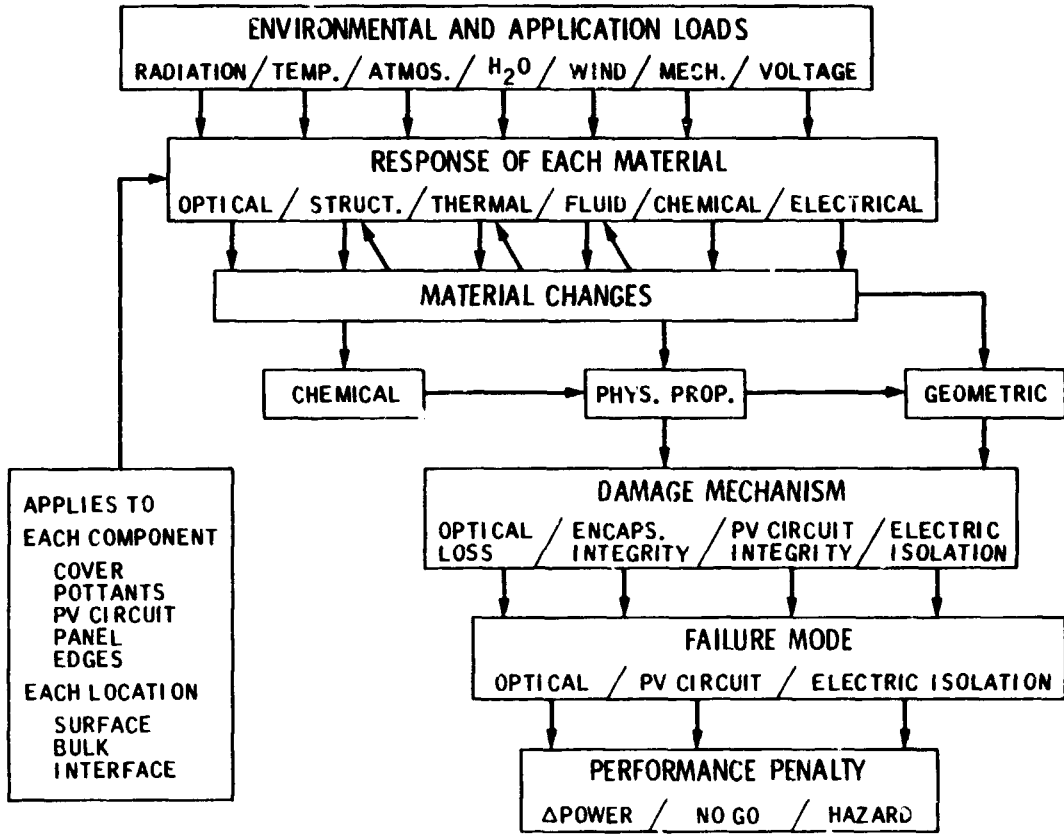 ENVIRONMENTAL AND APPLICATION LOADS
RADIATION / TEMP. / ATMOS. / H₂O / WIND / MECH. / VOLTAGE
RESPONSE OF EACH MATERIAL
OPTICAL / STRUCT. / THERMAL / FLUID / CHEMICAL / ELECTRICAL
MATERIAL CHANGES
CHEMICAL
PHYS. PROP.
GEOMETRIC
APPLIES TO
EACH COMPONENT
COVER
POTTANTS
PV CIRCUIT
PANEL
EDGES
EACH LOCATION
SURFACE
BULK
INTERFACE
DAMAGE MECHANISM
OPTICAL / ENCAPS. / PV CIRCUIT / ELECTRIC
LOSS INTEGRITY INTEGRITY ISOLATION
FAILURE MODE
OPTICAL / PV CIRCUIT / ELECTRIC ISOLATION
PERFORMANCE PENALTY
ΔPOWER / NO GO / HAZARD